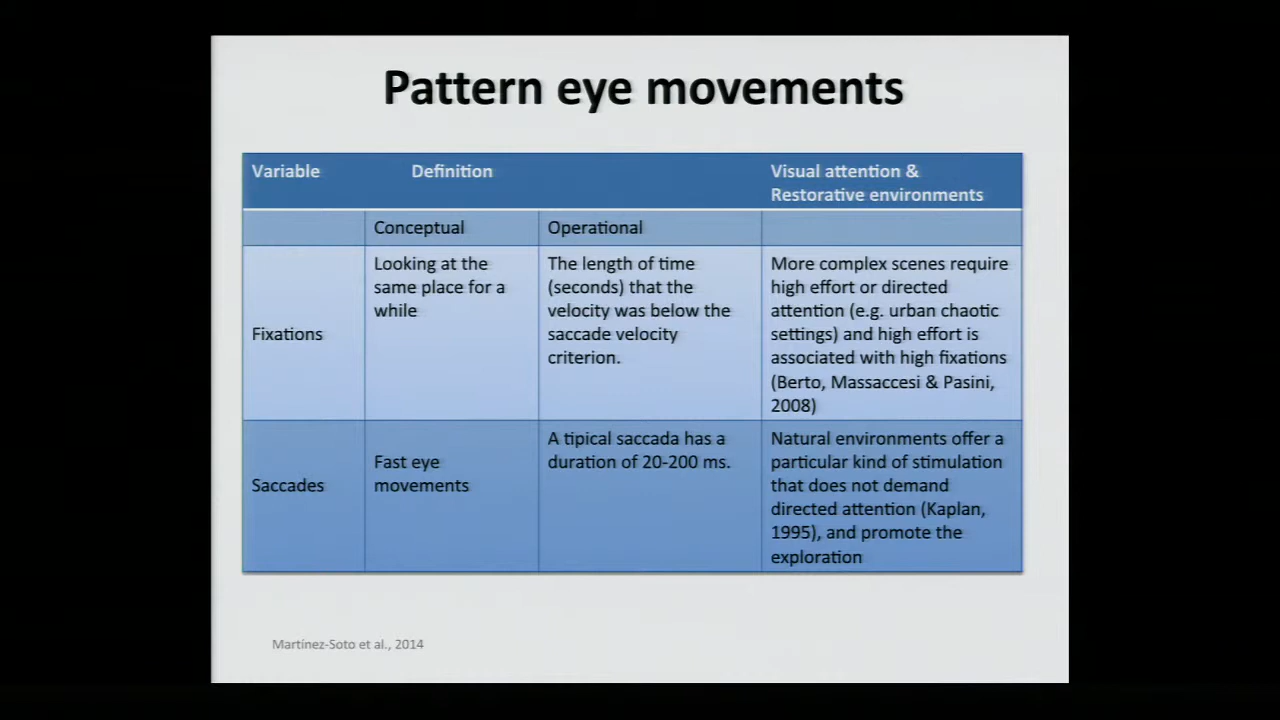 Pattern eye movements
Variable
Definition
Visual attention &
Restorative environments
Conceptual
Operational
Fixations
Looking at the
same place for a
while
The length of time
(seconds) that the
velocity was below the
saccade velocity
criterion.
More complex scenes require
high effort or directed
attention (e.g. urban chaotic
settings) and high effort is
associated with high fixations
(Berto, Massaccesi & Pasini,
2008)
Saccades
Fast eye
movements
A tipical saccada has a
duration of 20-200 ms.
Natural environments offer a
particular kind of stimulation
that does not demand
directed attention (Kaplan,
1995), and promote the
exploration
Martínez-Soto et al., 2014